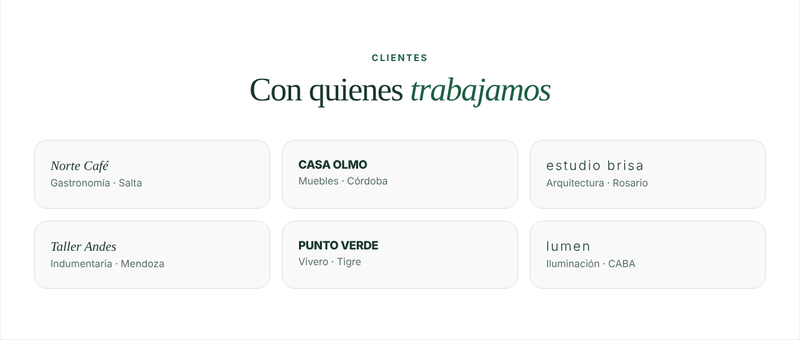 CLIENTES
Con quienes trabajamos
Norte Café
Gastronomía · Salta
CASA OLMO
Muebles · Córdoba
estudio brisa
Arquitectura · Rosario
Taller Andes
Indumentaria · Mendoza
PUNTO VERDE
Vivero · Tigre
lumen
Iluminación · CABA